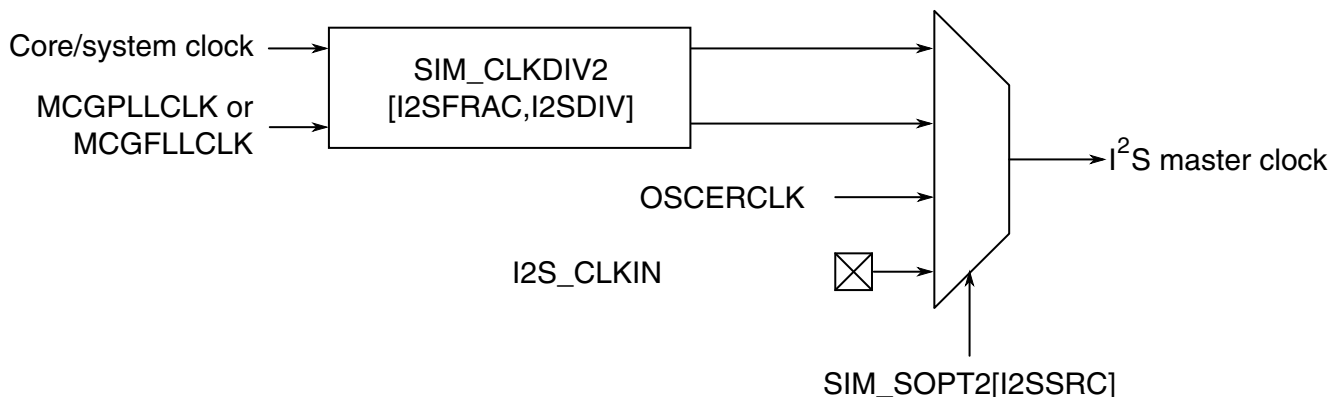 Core/system clock
SIM_CLKDIV2
[I2SFRAC,I2SDIV]
MCGPLLCLK or
MCGFLLCLK
I²S master clock
OSCERCLK
I2S_CLKIN
SIM_SOPT2[I2SSRC]